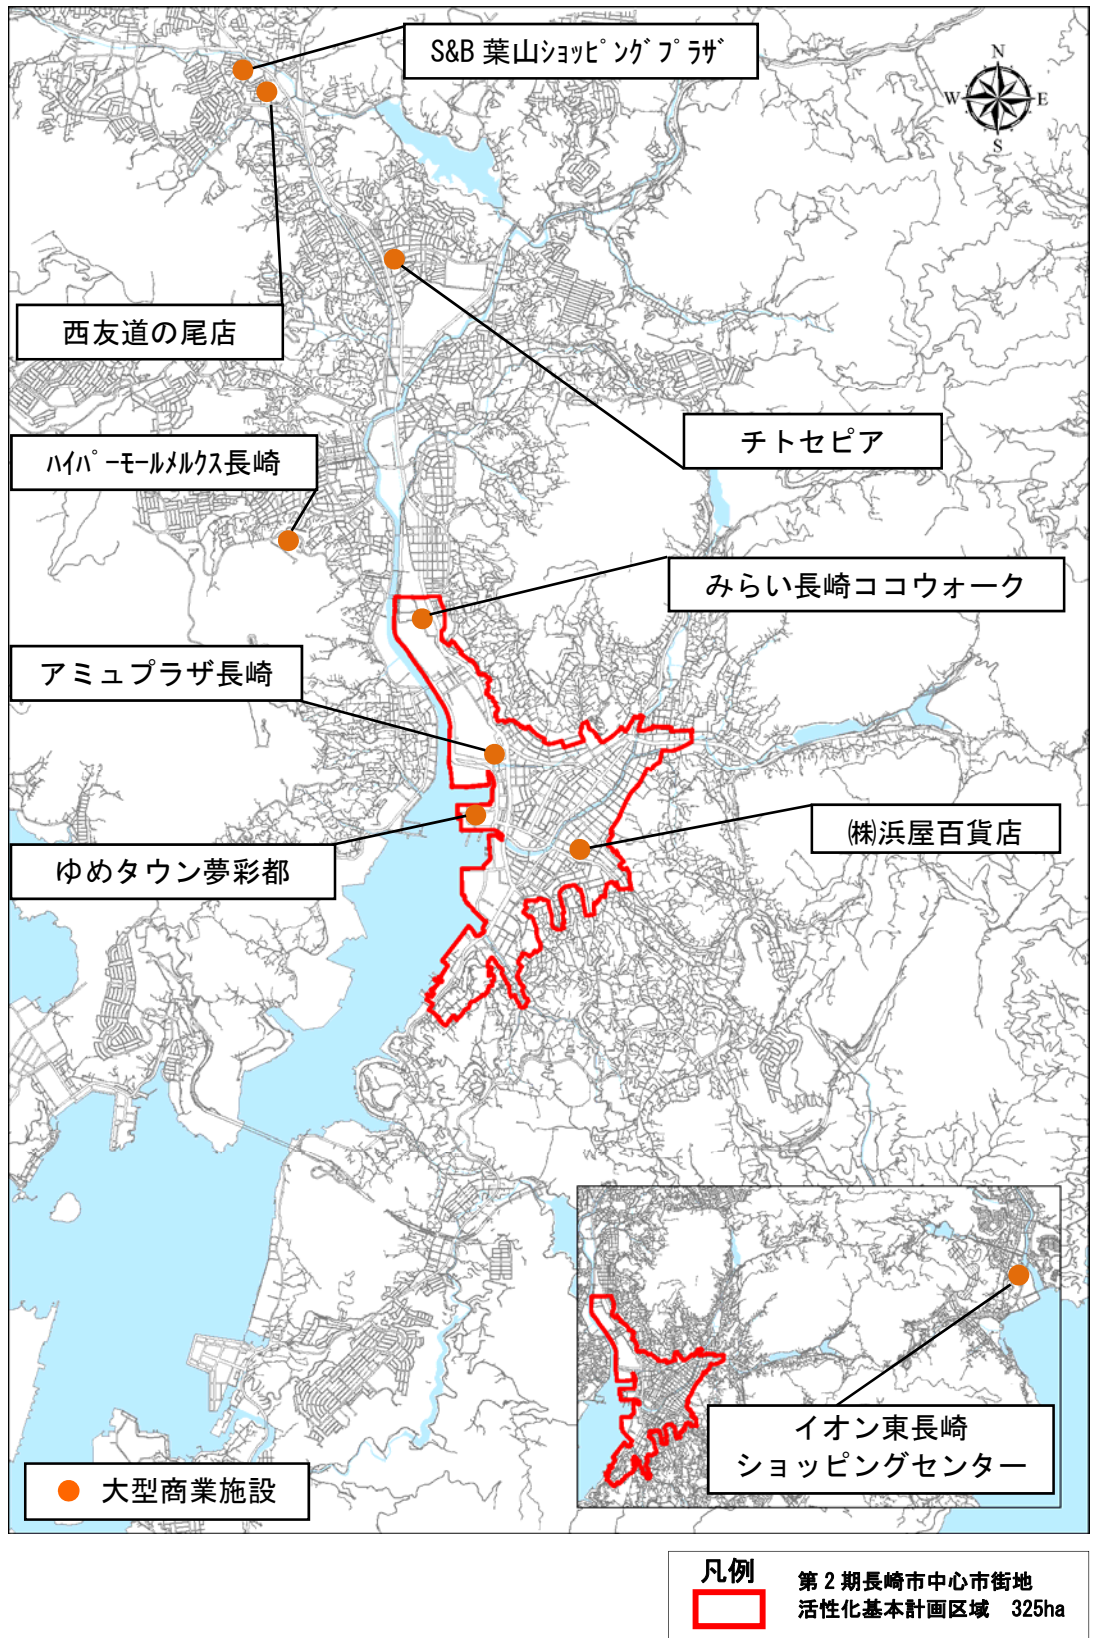 S&B 葉山ｼｮｯﾋﾟﾝｸﾞﾌﾟﾗｻﾞ
N
W
E
S
西友道の尾店
チトセピア
ﾊｲﾊﾟｰモールメルクス長崎
みらい長崎ココウォーク
アミュプラザ長崎
㈱浜屋百貨店
ゆめタウン夢彩都
イオン東長崎
ショッピングセンター
大型商業施設
凡例
第２期長崎市中心市街地
活性化基本計画区域　325ha